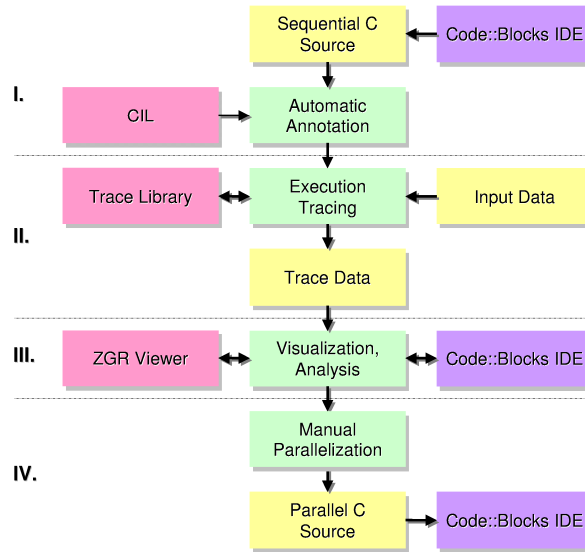 Sequential C
Source
Code::Blocks IDE
I.
CIL
Automatic
Annotation
Trace Library
Execution
Tracing
Input Data
II.
Trace Data
III.
ZGR Viewer
Visualization,
Analysis
Code::Blocks IDE
Manual
Parallelization
IV.
Parallel C
Source
Code::Blocks IDE